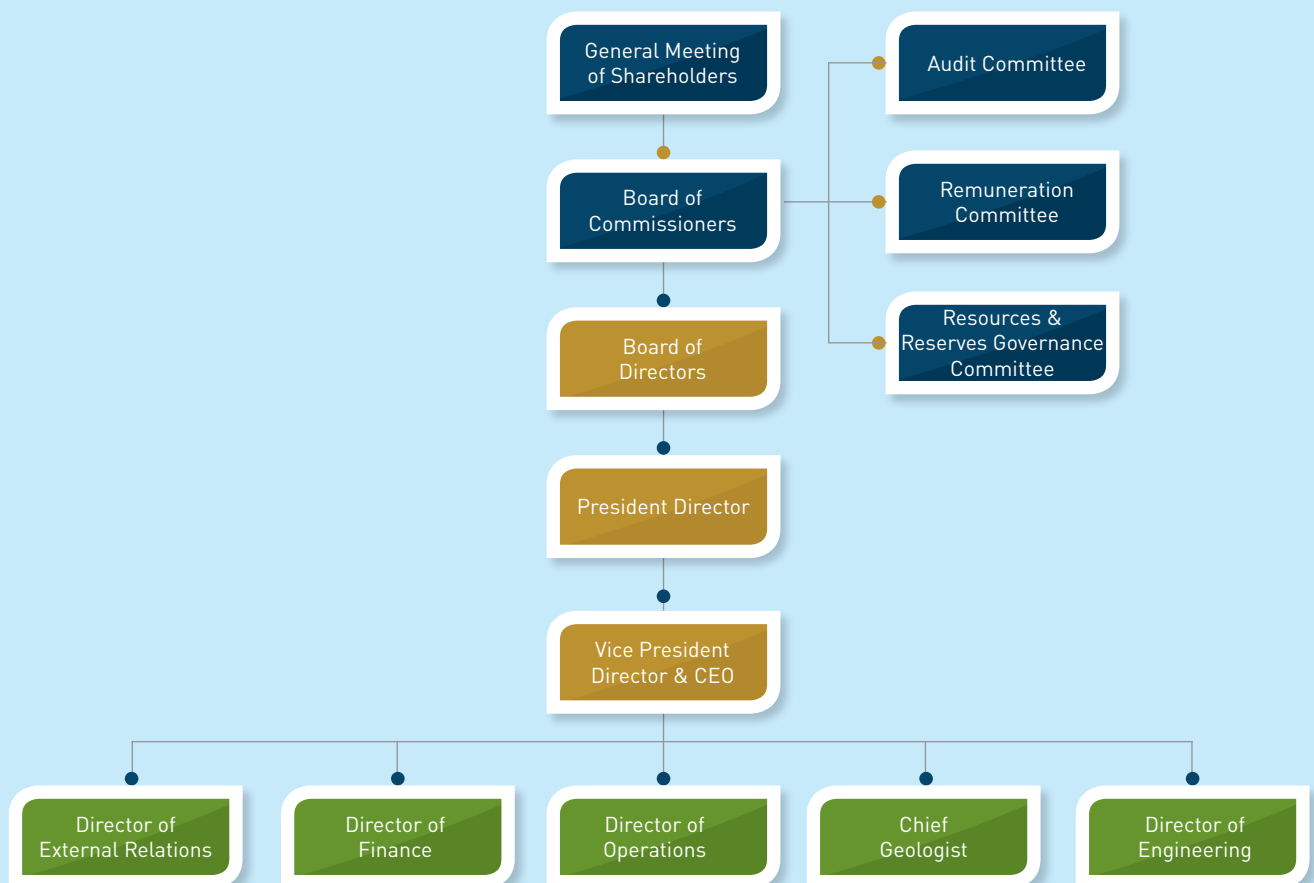 General Meeting
of Shareholders
Audit Committee
Board of
Commissioners
Remuneration
Committee
Resources &
Reserves Governance
Committee
Board of
Directors
President Director
Vice President
Director & CEO
Director of
External Relations
Director of
Finance
Director of
Operations
Chief
Geologist
Director of
Engineering